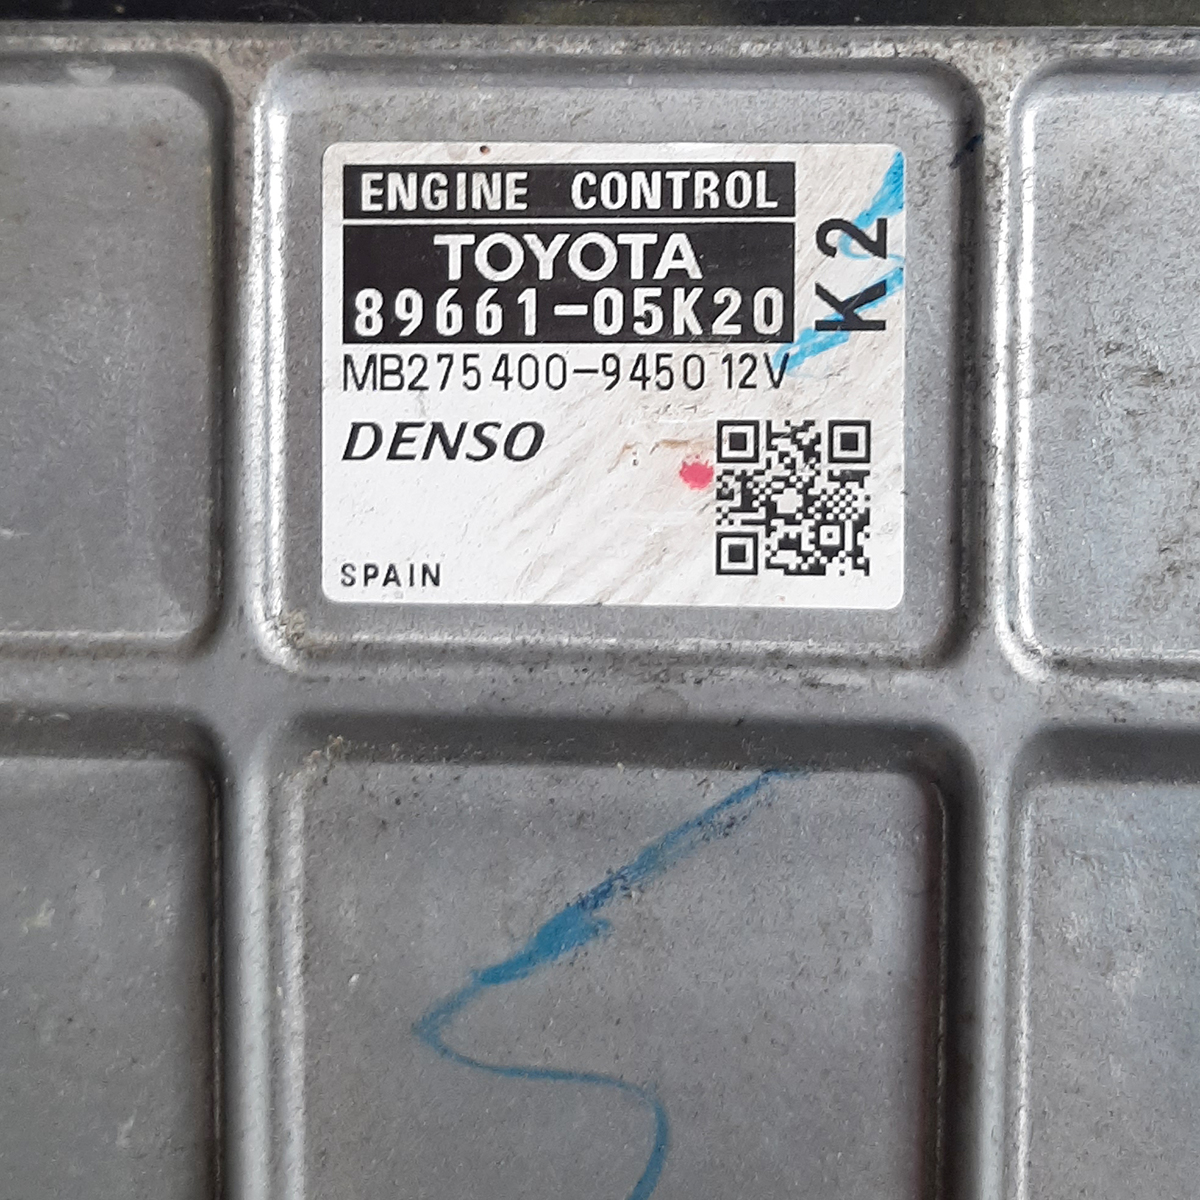 ENGINE CONTROL
TOYOTA
89661-05K20
K2
MB275400-9450 12V
DENSO
SPAIN